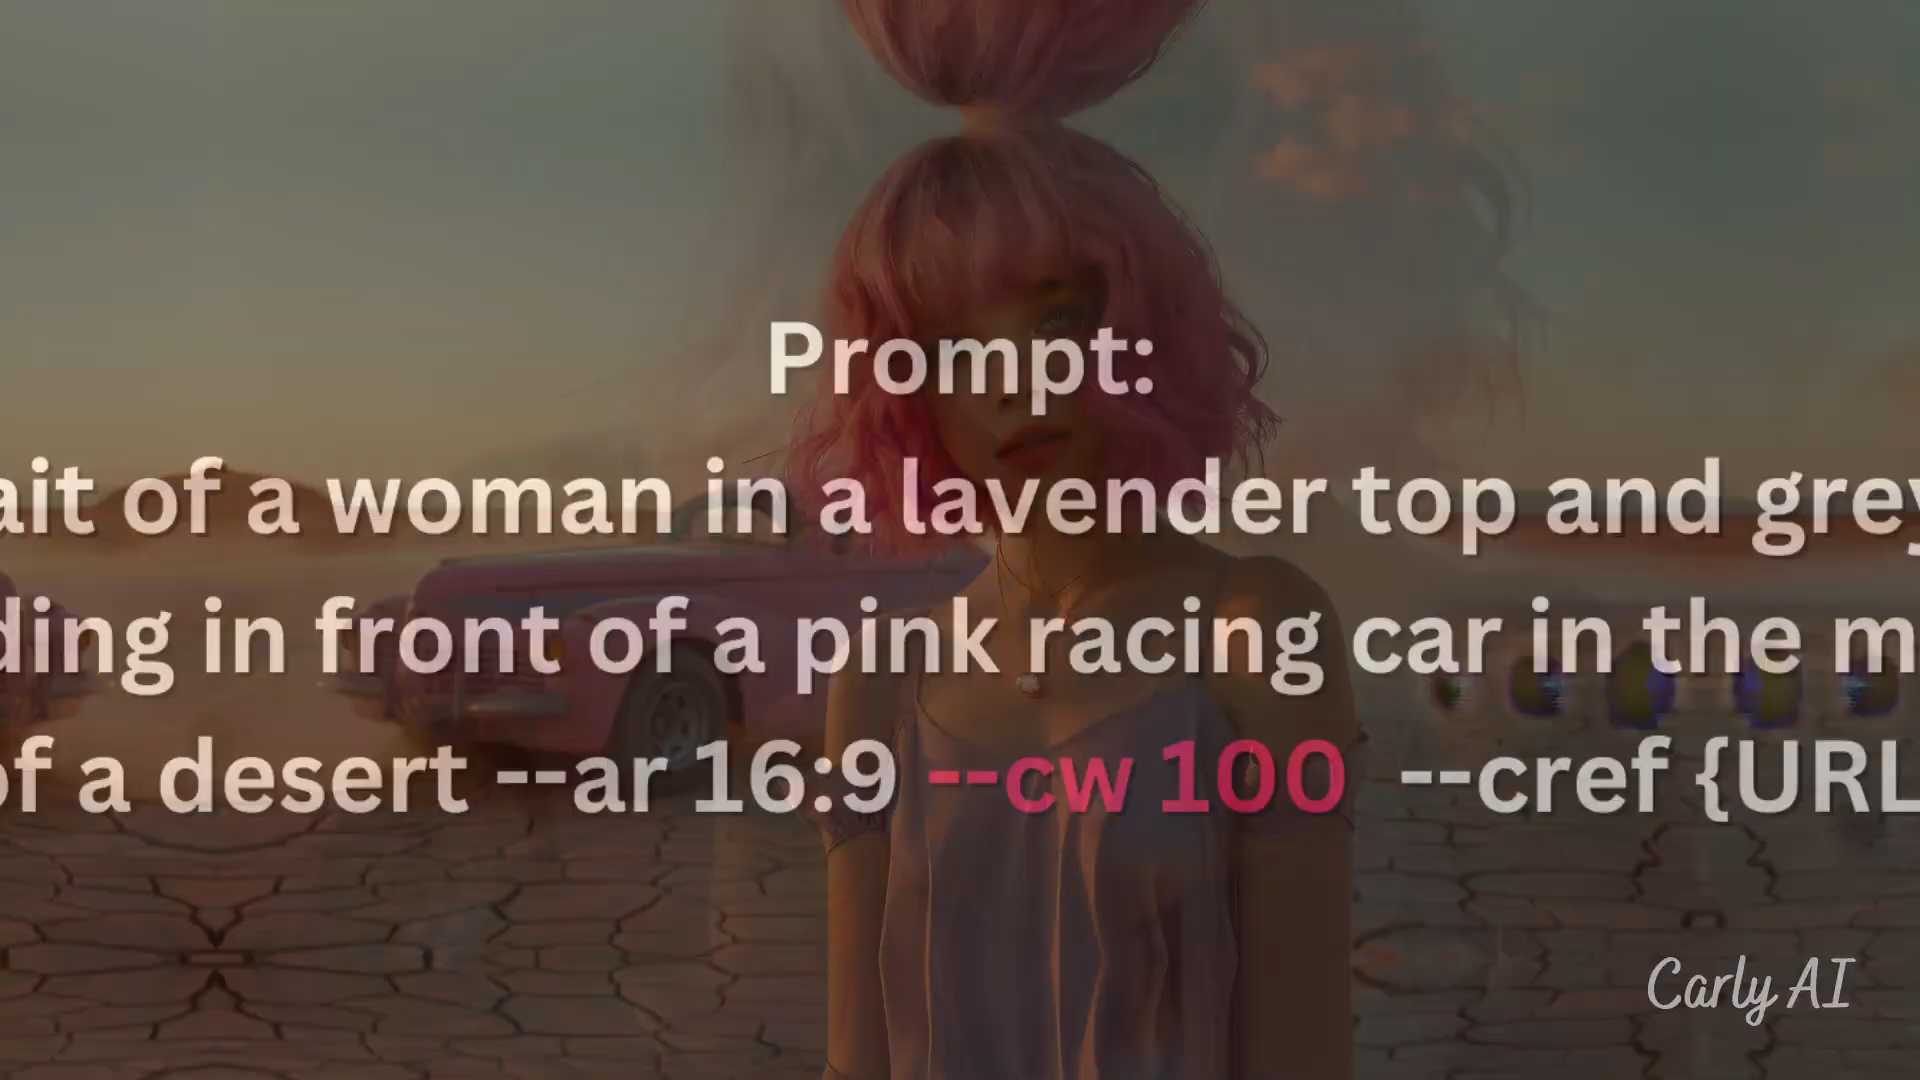 Prompt:
ait of a woman in a lavender top and grey
ding in front of a pink racing car in the m
of a desert --ar 16:9 --cw 100 --cref {URL
Carly AI